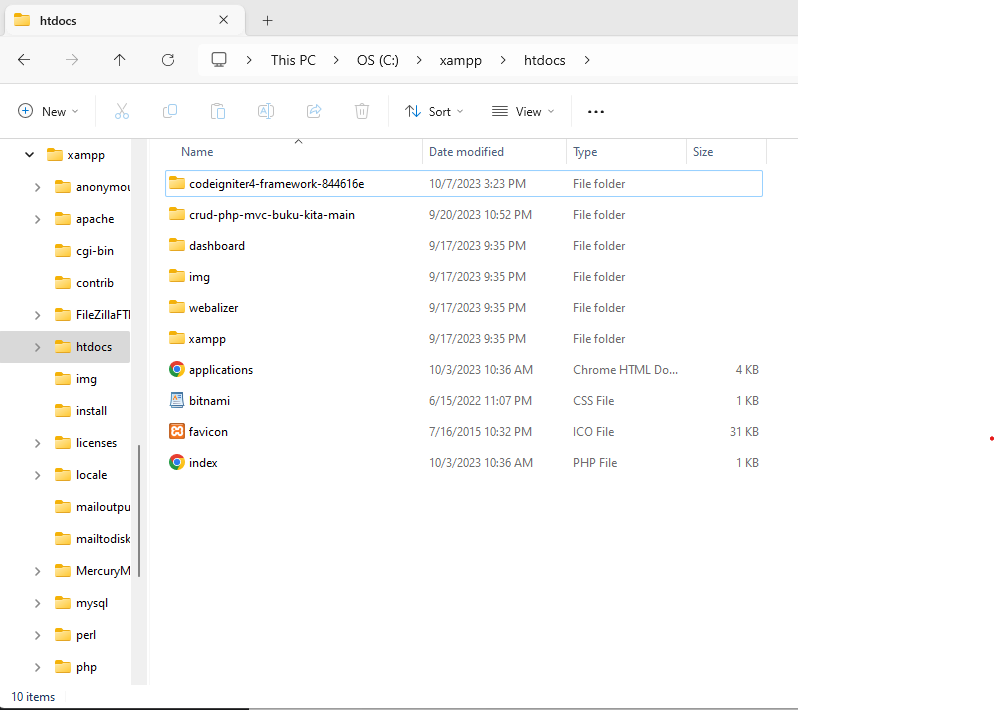 htdocs
This PC
OS (C:)
xampp
htdocs
New
Sort
View
xampp
anonymou
apache
cgi-bin
contrib
FileZillaFTI
htdocs
img
install
licenses
locale
mailoutpu
mailtodisk
MercuryM
mysql
perl
php
Name Date modified Type Size
codeigniter4-framework-844616e 10/7/2023 3:23 PM File folder
crud-php-mvc-buku-kita-main 9/20/2023 10:52 PM File folder
dashboard 9/17/2023 9:35 PM File folder
img 9/17/2023 9:35 PM File folder
webalizer 9/17/2023 9:35 PM File folder
xampp 9/17/2023 9:35 PM File folder
applications 10/3/2023 10:36 AM Chrome HTML Do... 4 KB
bitnami 6/15/2022 11:07 PM CSS File 1 KB
favicon 7/16/2015 10:32 PM ICO File 31 KB
index 10/3/2023 10:36 AM PHP File 1 KB
10 items